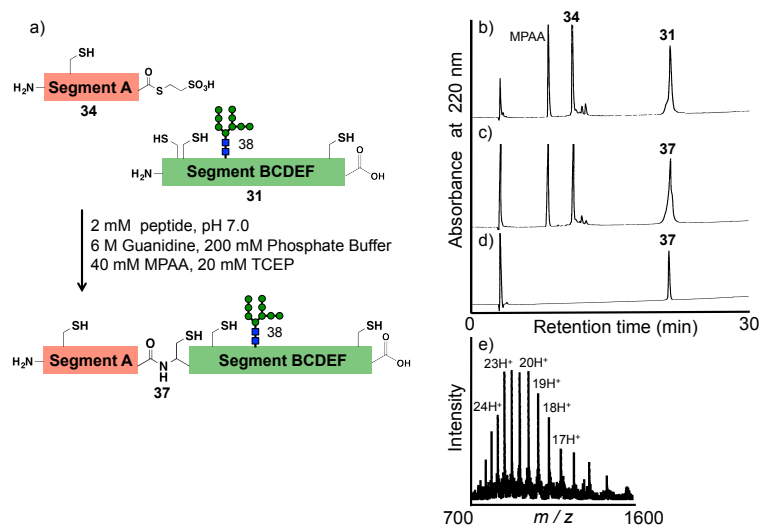 a)
SH
H₂N
Segment A
O
S
SO₃H
34
HS
SH
38
SH
O
H₂N
Segment BCDEF
OH
31
2 mM peptide, pH 7.0
6 M Guanidine, 200 mM Phosphate Buffer
40 mM MPAA, 20 mM TCEP
SH
O
SH
SH
38
SH
O
H₂N
Segment A
N
H
Segment BCDEF
OH
37
b)
MPAA
34
31
c)
37
d)
37
Absorbance at 220 nm
0
30
Retention time (min)
e)
23H⁺
20H⁺
19H⁺
24H⁺
18H⁺
17H⁺
Intensity
700
m / z
1600